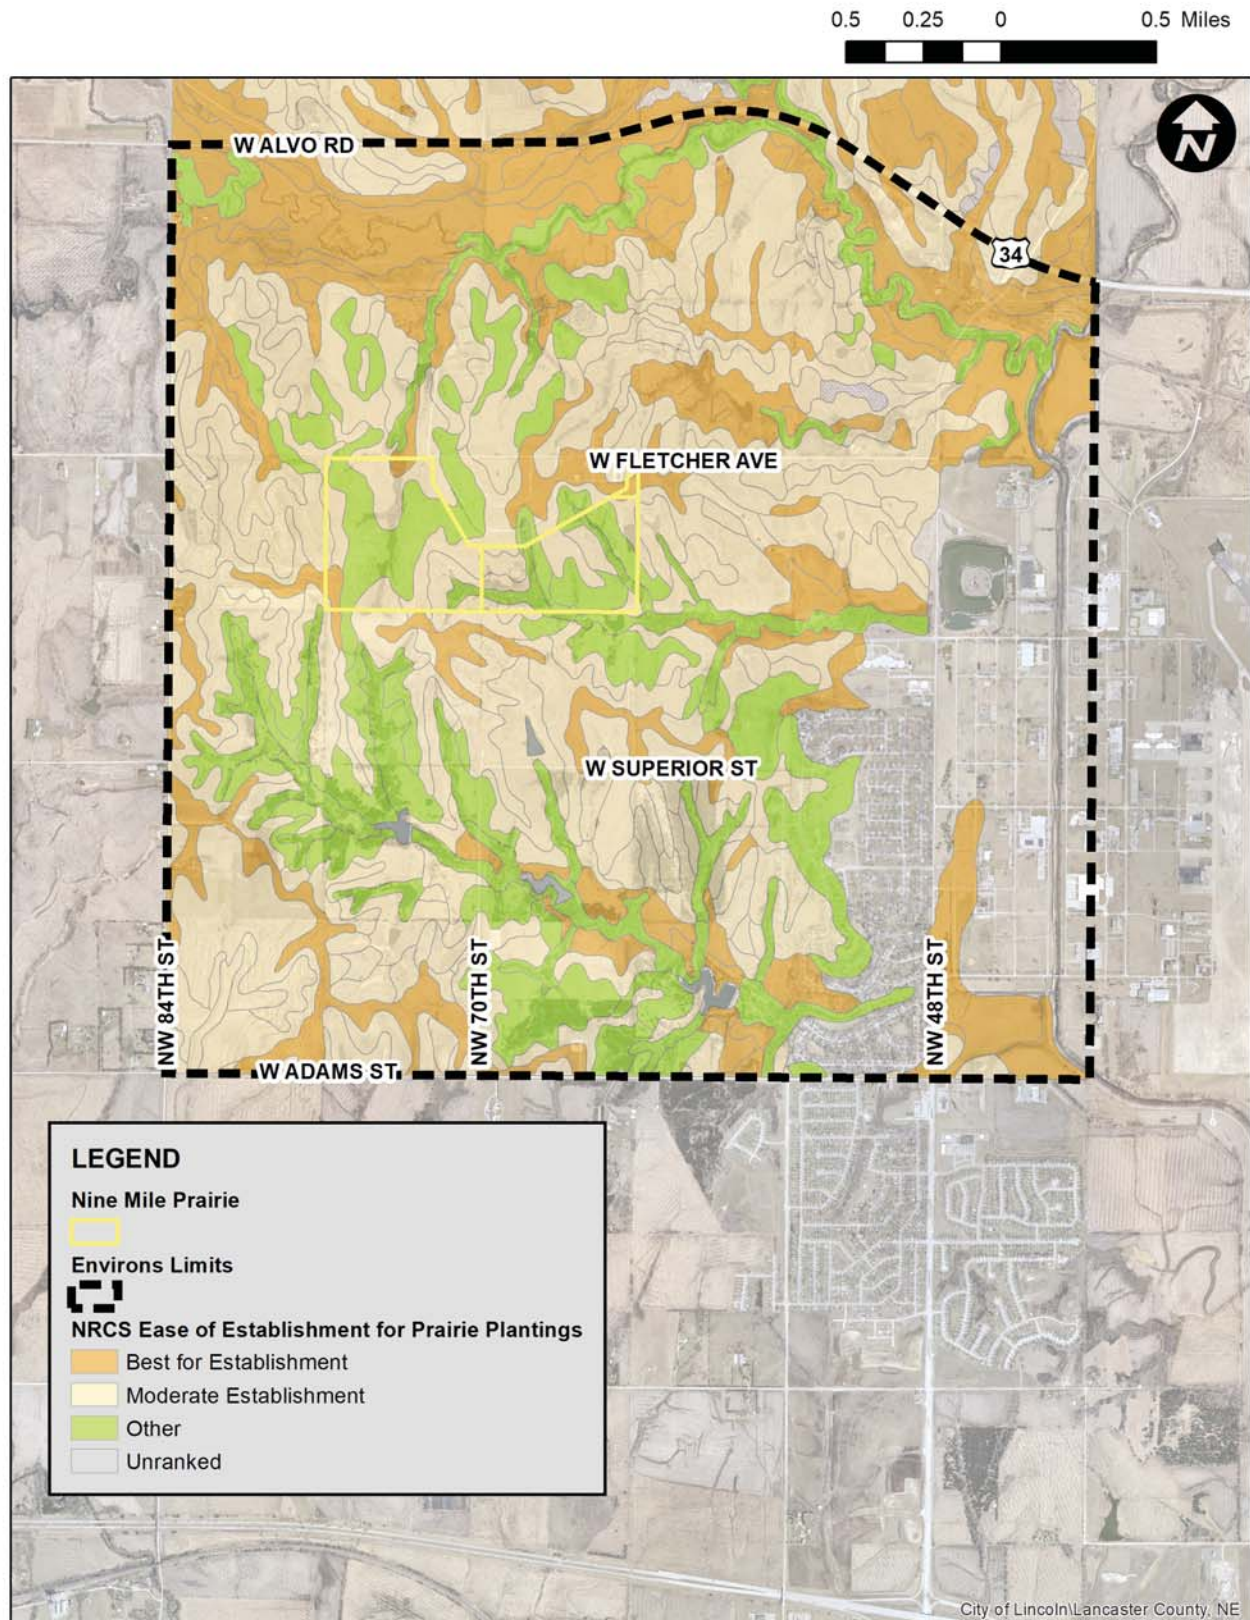 0.5 0.25 0 0.5 Miles
N
W ALVO RD
34
W FLETCHER AVE
W SUPERIOR ST
NW 84TH ST
NW 70TH ST
NW 48TH ST
W ADAMS ST
LEGEND
Nine Mile Prairie
Environs Limits
NRCS Ease of Establishment for Prairie Plantings
Best for Establishment
Moderate Establishment
Other
Unranked
City of Lincoln\Lancaster County, NE